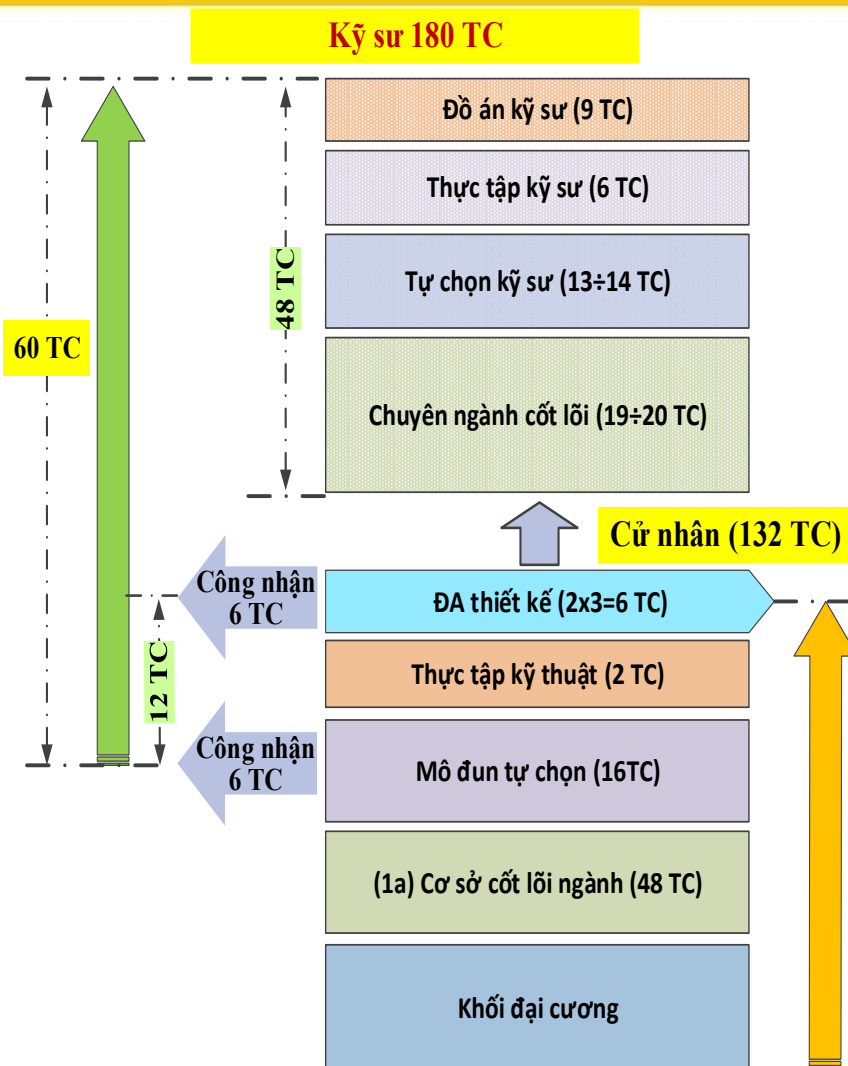 Kỹ sư 180 TC
Đồ án kỹ sư (9 TC)
Thực tập kỹ sư (6 TC)
48 TC
Tự chọn kỹ sư (13÷14 TC)
60 TC
Chuyên ngành cốt lõi (19÷20 TC)
Cử nhân (132 TC)
Công nhận
6 TC
ĐA thiết kế (2x3=6 TC)
12 TC
Thực tập kỹ thuật (2 TC)
Công nhận
6 TC
Mô đun tự chọn (16TC)
(1a) Cơ sở cốt lõi ngành (48 TC)
Khối đại cương